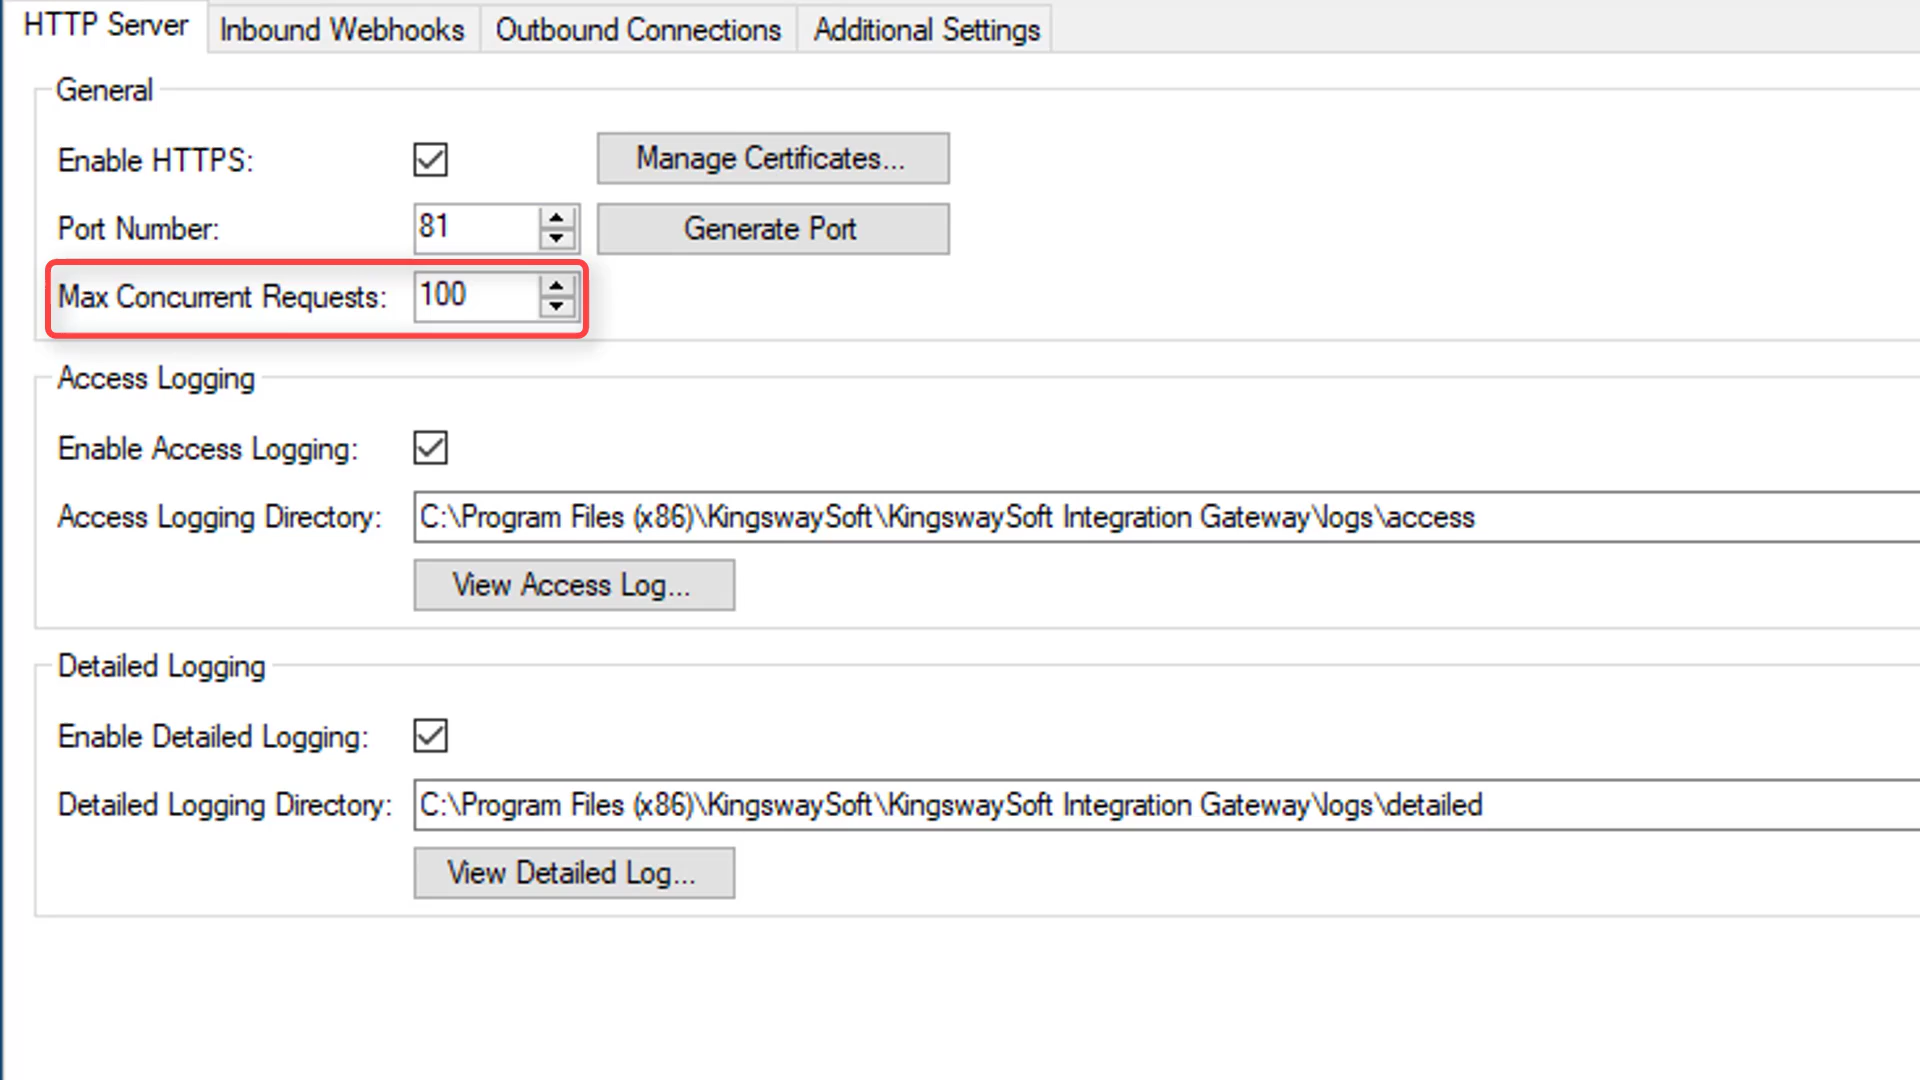 HTTP Server
Inbound Webhooks
Outbound Connections
Additional Settings
General
Enable HTTPS:
Manage Certificates...
Port Number:
81
Generate Port
Max Concurrent Requests:
100
Access Logging
Enable Access Logging:
Access Logging Directory:
C:\Program Files (x86)\KingswaySoft\KingswaySoft Integration Gateway\logs\access
View Access Log...
Detailed Logging
Enable Detailed Logging:
Detailed Logging Directory:
C:\Program Files (x86)\KingswaySoft\KingswaySoft Integration Gateway\logs\detailed
View Detailed Log...